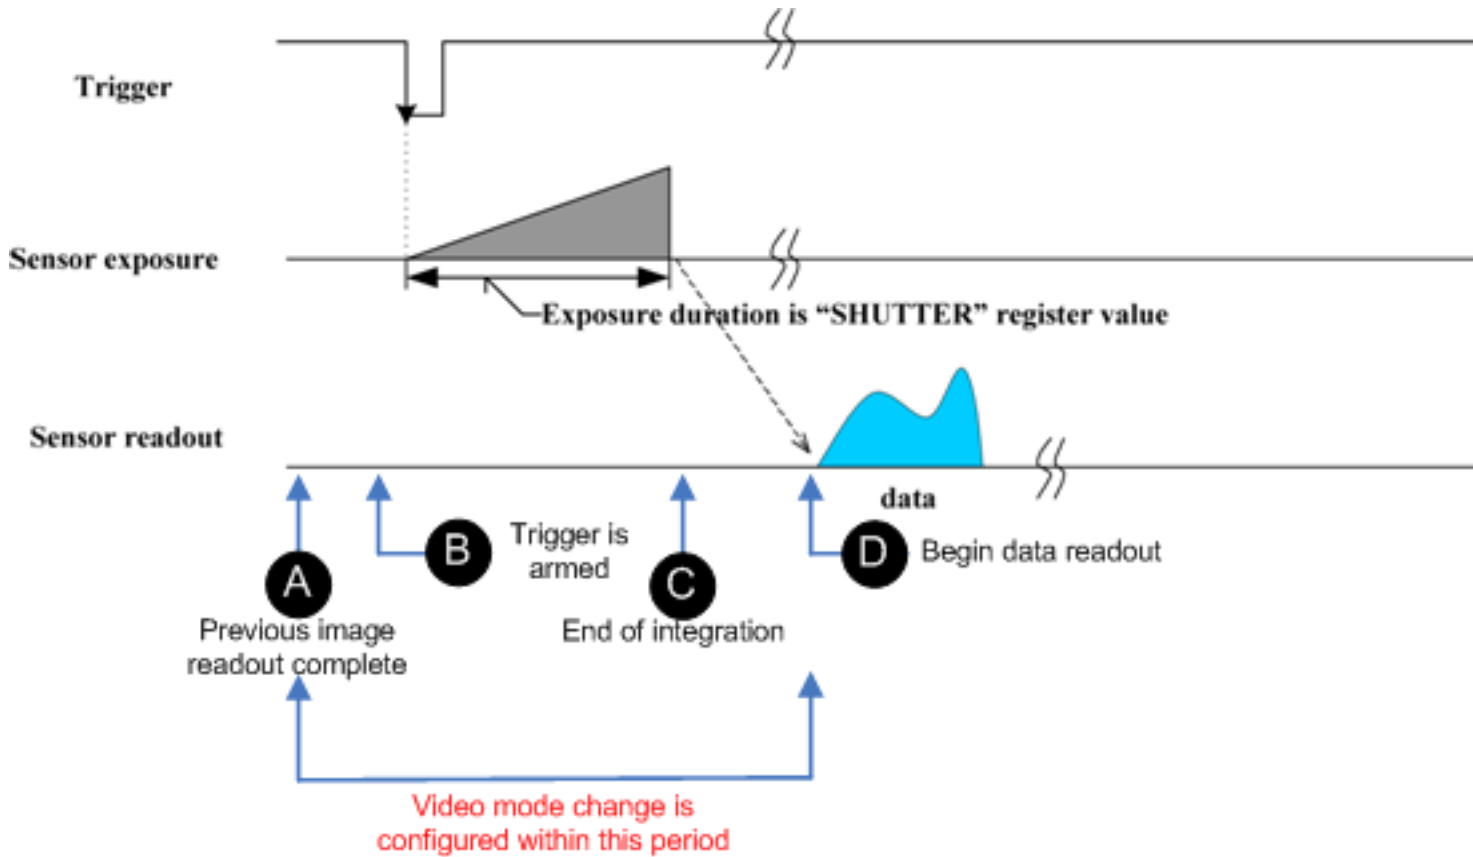 Trigger
Sensor exposure
Exposure duration is “SHUTTER” register value
Sensor readout
data
A
Previous image
readout complete
B
Trigger is
armed
C
End of integration
D
Begin data readout
Video mode change is
configured within this period